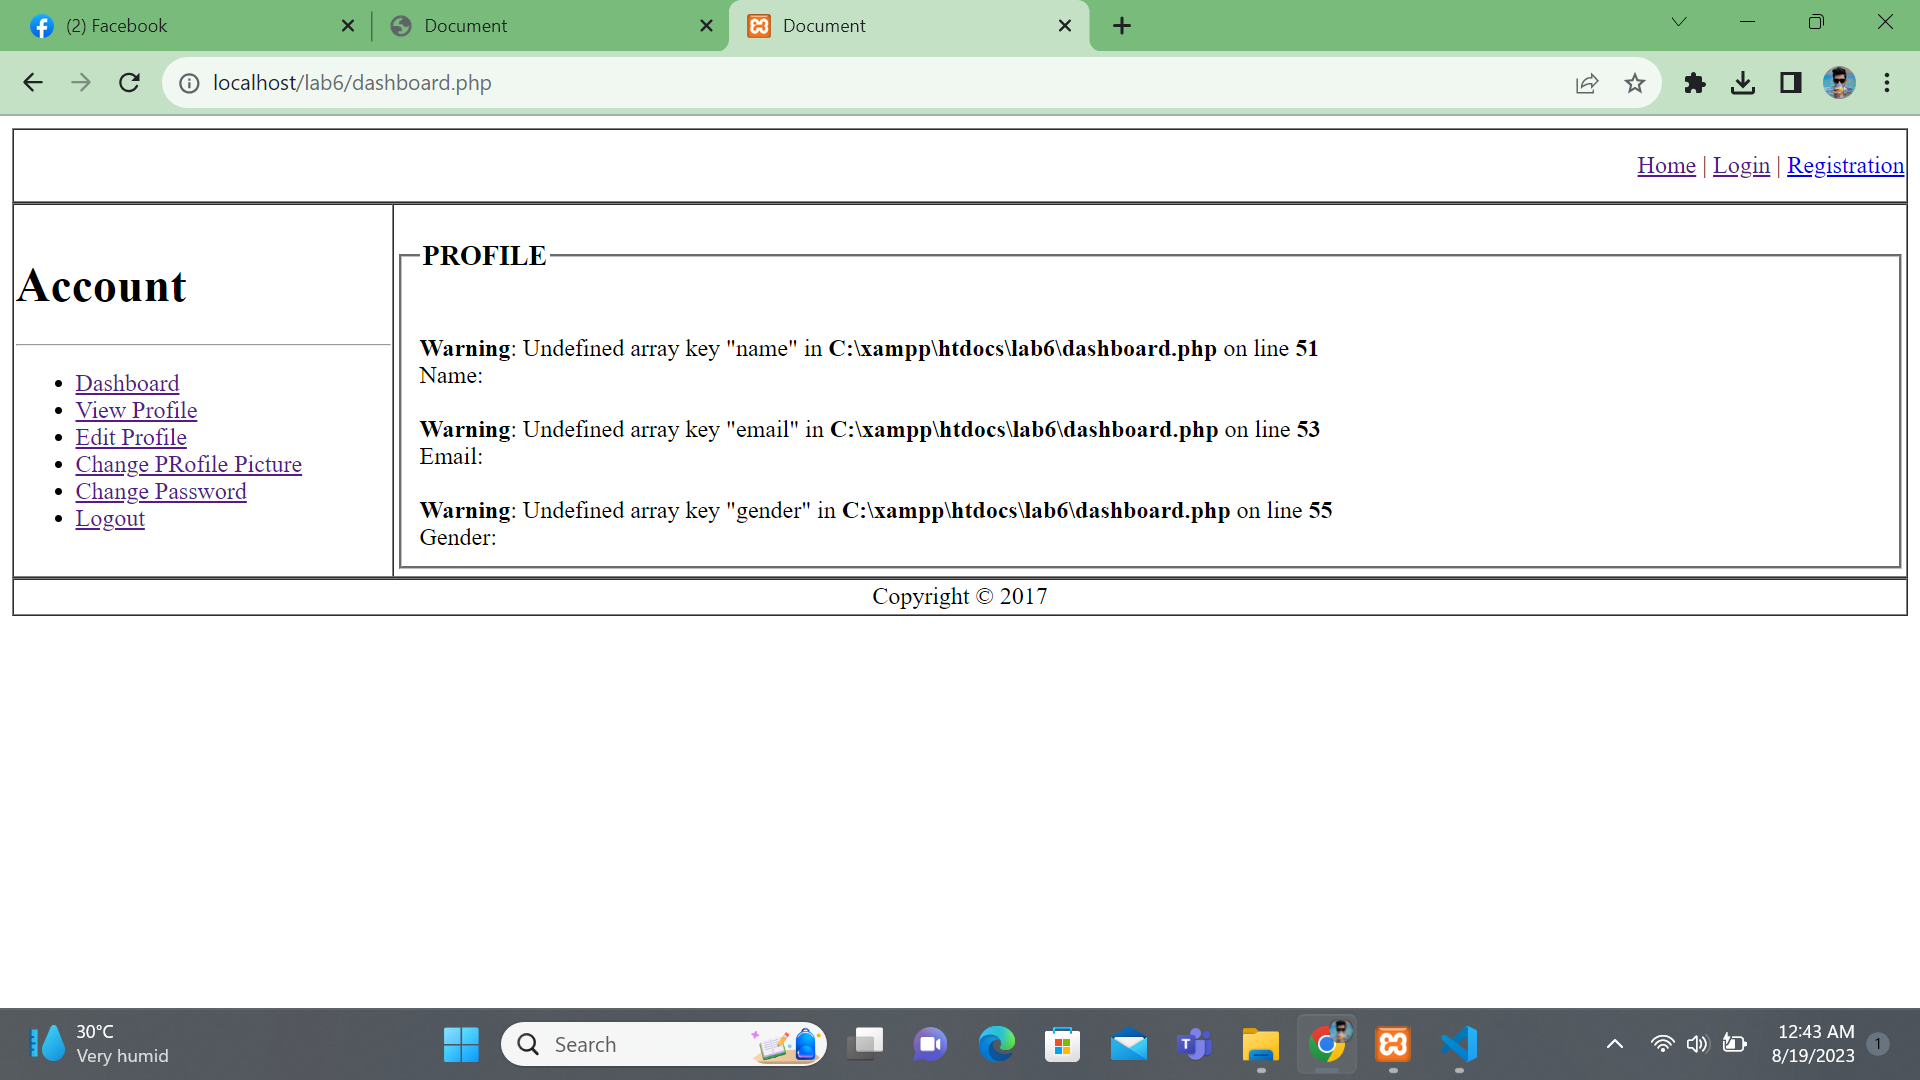 (2) Facebook
Document
Document
localhost/lab6/dashboard.php
Home | Login | Registration
Account
Dashboard
View Profile
Edit Profile
Change PRofile Picture
Change Password
Logout
PROFILE
Warning: Undefined array key "name" in C:\xampp\htdocs\lab6\dashboard.php on line 51
Name:
Warning: Undefined array key "email" in C:\xampp\htdocs\lab6\dashboard.php on line 53
Email:
Warning: Undefined array key "gender" in C:\xampp\htdocs\lab6\dashboard.php on line 55
Gender:
Copyright © 2017
30°C
Very humid
Search
12:43 AM
8/19/2023
1